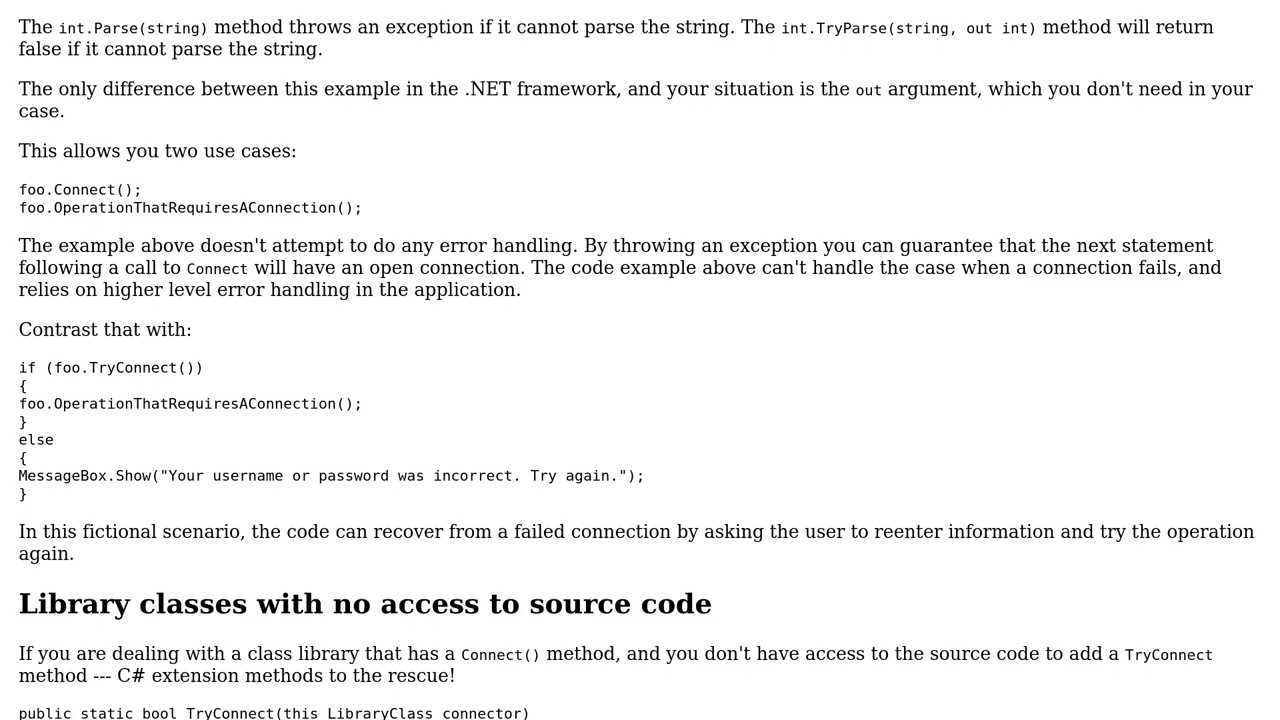 The int.Parse(string) method throws an exception if it cannot parse the string. The int.TryParse(string, out int) method will return
false if it cannot parse the string.
The only difference between this example in the .NET framework, and your situation is the out argument, which you don't need in your
case.
This allows you two use cases:
foo.Connect();
foo.OperationThatRequiresAConnection();
The example above doesn't attempt to do any error handling. By throwing an exception you can guarantee that the next statement
following a call to Connect will have an open connection. The code example above can't handle the case when a connection fails, and
relies on higher level error handling in the application.
Contrast that with:
if (foo.TryConnect())
{
foo.OperationThatRequiresAConnection();
}
else
{
MessageBox.Show("Your username or password was incorrect. Try again.");
}
In this fictional scenario, the code can recover from a failed connection by asking the user to reenter information and try the operation
again.
Library classes with no access to source code
If you are dealing with a class library that has a Connect() method, and you don't have access to the source code to add a TryConnect
method --- C# extension methods to the rescue!
public static bool TryConnect(this LibraryClass connector)